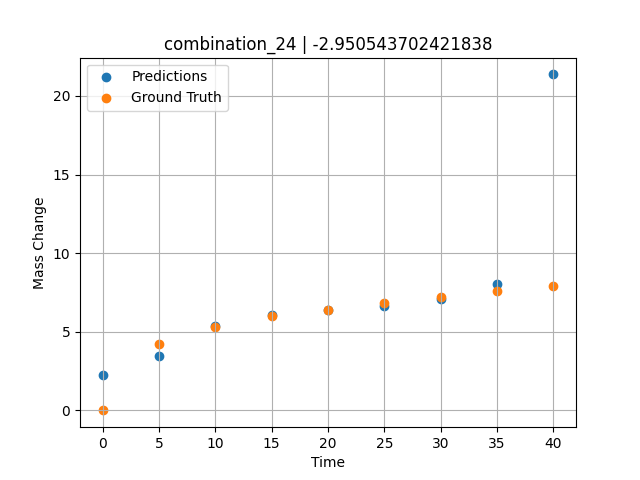 combination_24 | -2.950543702421838
Predictions
Ground Truth
Mass Change
20
15
10
5
0
0 5 10 15 20 25 30 35 40
Time